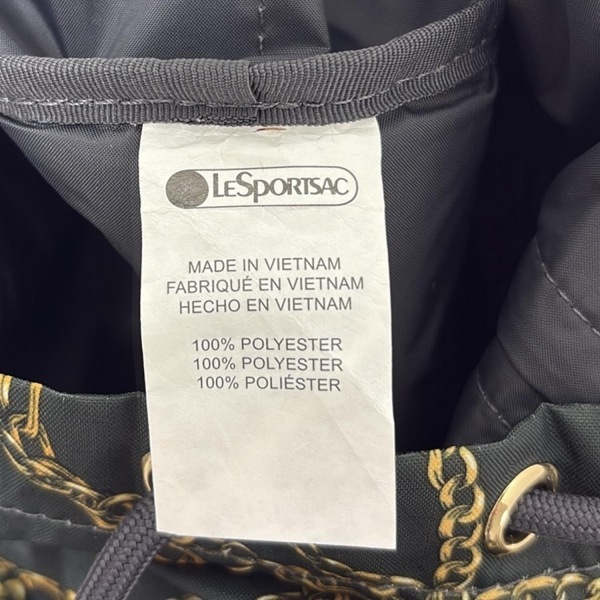 LeSportsac
MADE IN VIETNAM
FABRIQUÉ EN VIETNAM
HECHO EN VIETNAM
100% POLYESTER
100% POLYESTER
100% POLIÉSTER